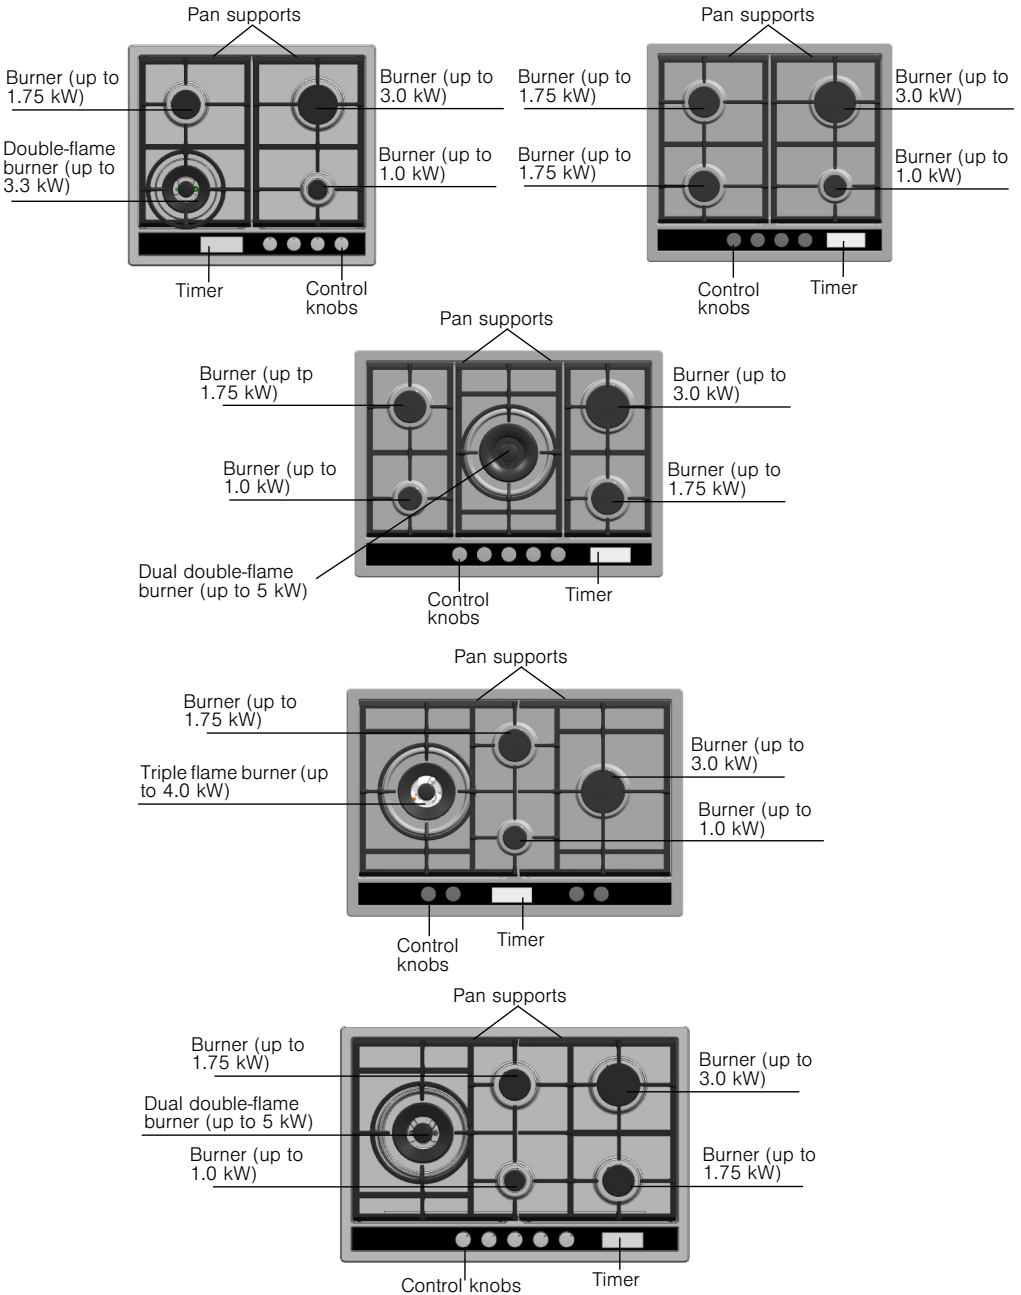 Pan supports
Burner (up to
1.75 kW)
Burner (up to
3.0 kW)
Double-flame
burner (up to
3.3 kW)
Burner (up to
1.0 kW)
Timer
Control
knobs
Pan supports
Burner (up to
1.75 kW)
Burner (up to
3.0 kW)
Burner (up to
1.75 kW)
Burner (up to
1.0 kW)
Control
knobs
Timer
Pan supports
Burner (up tp
1.75 kW)
Burner (up to
3.0 kW)
Burner (up to
1.0 kW)
Burner (up to
1.75 kW)
Dual double-flame
burner (up to 5 kW)
Control
knobs
Timer
Pan supports
Burner (up to
1.75 kW)
Burner (up to
3.0 kW)
Triple flame burner (up
to 4.0 kW)
Burner (up to
1.0 kW)
Control
knobs
Timer
Pan supports
Burner (up to
1.75 kW)
Burner (up to
3.0 kW)
Dual double-flame
burner (up to 5 kW)
Burner (up to
1.0 kW)
Burner (up to
1.75 kW)
Control knobs
Timer